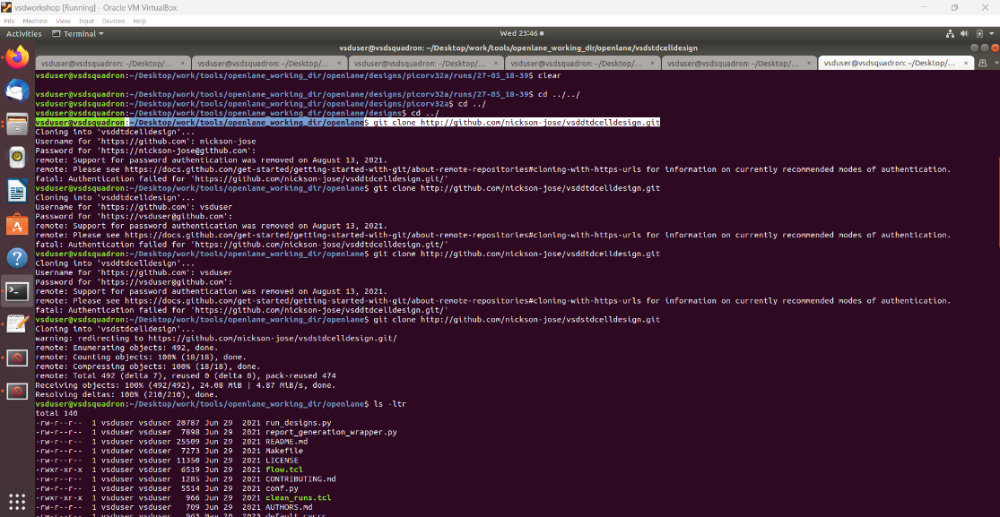 vsdworkshop [Running] - Oracle VM VirtualBox
File Machine View Input Devices Help
Activities Terminal Wed 23:46
vsduser@vsdsquadron: ~/Desktop/work/tools/openlane_working_dir/openlane/vsdstdcelldesign
vsduser@vsdsquadron: ~/Desktop/... × vsduser@vsdsquadron: ~/Desktop/... × vsduser@vsdsquadron: ~/Desktop/... × vsduser@vsdsquadron: ~/Desktop/... × vsduser@vsdsquadron: ~/Desktop/... × vsduser@vsdsquadron: ~/Desktop/... ×
vsduser@vsdsquadron:~/Desktop/work/tools/openlane_working_dir/openlane/designs/picorv32a/runs/27-05_18-39$ clear
vsduser@vsdsquadron:~/Desktop/work/tools/openlane_working_dir/openlane/designs/picorv32a/runs/27-05_18-39$ cd ../../
vsduser@vsdsquadron:~/Desktop/work/tools/openlane_working_dir/openlane/designs/picorv32a$ cd ../
vsduser@vsdsquadron:~/Desktop/work/tools/openlane_working_dir/openlane/designs$ cd ../
vsduser@vsdsquadron:~/Desktop/work/tools/openlane_working_dir/openlane$ git clone http://github.com/nickson-jose/vsddtdcelldesign.git
Cloning into 'vsddtdcelldesign'...
Username for 'https://github.com': nickson-jose
Password for 'https://nickson-jose@github.com':
remote: Support for password authentication was removed on August 13, 2021.
remote: Please see https://docs.github.com/get-started/getting-started-with-git/about-remote-repositories#cloning-with-https-urls for information on currently recommended modes of authentication.
fatal: Authentication failed for 'https://github.com/nickson-jose/vsddtdcelldesign.git/'
vsduser@vsdsquadron:~/Desktop/work/tools/openlane_working_dir/openlane$ git clone http://github.com/nickson-jose/vsddtdcelldesign.git
Cloning into 'vsddtdcelldesign'...
Username for 'https://github.com': vsduser
Password for 'https://vsduser@github.com':
remote: Support for password authentication was removed on August 13, 2021.
remote: Please see https://docs.github.com/get-started/getting-started-with-git/about-remote-repositories#cloning-with-https-urls for information on currently recommended modes of authentication.
fatal: Authentication failed for 'https://github.com/nickson-jose/vsddtdcelldesign.git/'
vsduser@vsdsquadron:~/Desktop/work/tools/openlane_working_dir/openlane$ git clone http://github.com/nickson-jose/vsddtdcelldesign.git
Cloning into 'vsddtdcelldesign'...
Username for 'https://github.com': vsduser
Password for 'https://vsduser@github.com':
remote: Support for password authentication was removed on August 13, 2021.
remote: Please see https://docs.github.com/get-started/getting-started-with-git/about-remote-repositories#cloning-with-https-urls for information on currently recommended modes of authentication.
fatal: Authentication failed for 'https://github.com/nickson-jose/vsddtdcelldesign.git/'
vsduser@vsdsquadron:~/Desktop/work/tools/openlane_working_dir/openlane$ git clone http://github.com/nickson-jose/vsdstdcelldesign.git
Cloning into 'vsdstdcelldesign'...
warning: redirecting to https://github.com/nickson-jose/vsdstdcelldesign.git/
remote: Enumerating objects: 492, done.
remote: Counting objects: 100% (18/18), done.
remote: Compressing objects: 100% (18/18), done.
remote: Total 492 (delta 7), reused 0 (delta 0), pack-reused 474
Receiving objects: 100% (492/492), 24.08 MiB | 4.87 MiB/s, done.
Resolving deltas: 100% (210/210), done.
vsduser@vsdsquadron:~/Desktop/work/tools/openlane_working_dir/openlane$ ls -ltr
total 140
-rw-r--r-- 1 vsduser vsduser 20787 Jun 29 2021 run_designs.py
-rw-r--r-- 1 vsduser vsduser 7898 Jun 29 2021 report_generation_wrapper.py
-rw-r--r-- 1 vsduser vsduser 25509 Jun 29 2021 README.md
-rw-r--r-- 1 vsduser vsduser 7273 Jun 29 2021 Makefile
-rw-r--r-- 1 vsduser vsduser 11350 Jun 29 2021 LICENSE
-rwxr-xr-x 1 vsduser vsduser 6519 Jun 29 2021 flow.tcl
-rw-r--r-- 1 vsduser vsduser 1285 Jun 29 2021 CONTRIBUTING.md
-rw-r--r-- 1 vsduser vsduser 5514 Jun 29 2021 conf.py
-rwxr-xr-x 1 vsduser vsduser 966 Jun 29 2021 clean_runs.tcl
-rw-r--r-- 1 vsduser vsduser 709 Jun 29 2021 AUTHORS.md